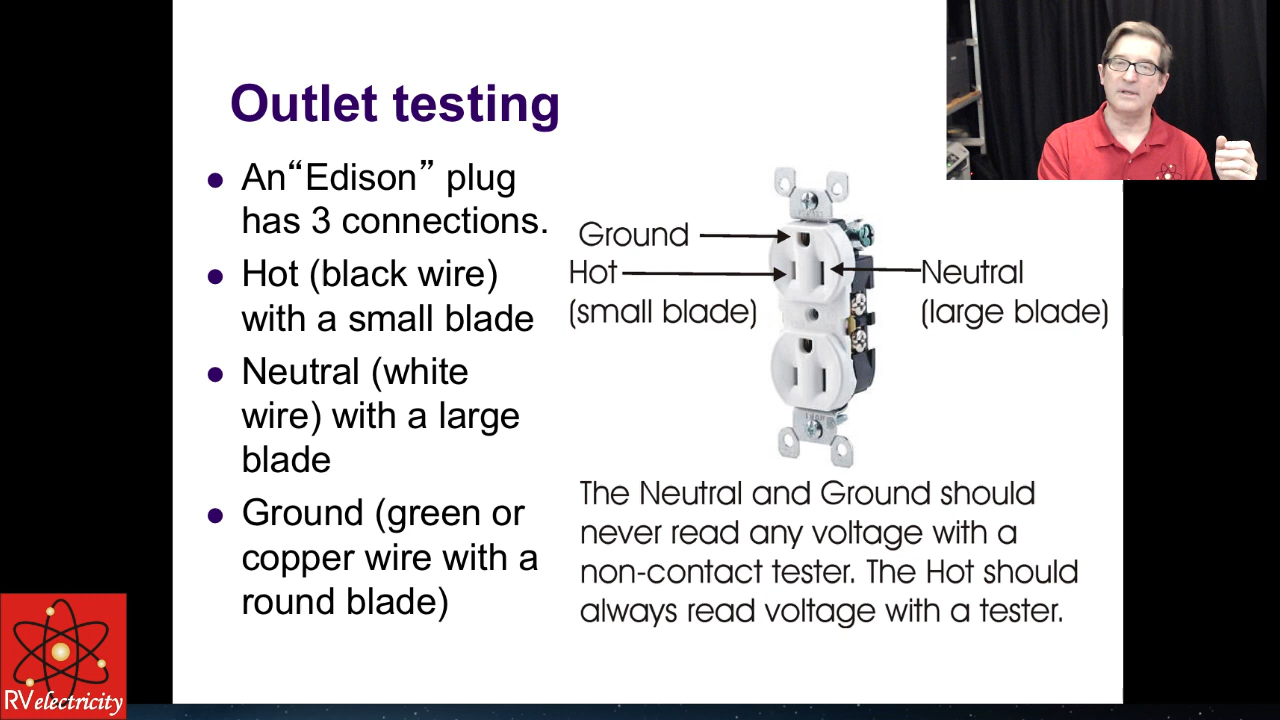 Outlet testing
An“Edison” plug
has 3 connections.
Hot (black wire)
with a small blade
Neutral (white
wire) with a large
blade
Ground (green or
copper wire with a
round blade)
Ground
Hot
(small blade)
Neutral
(large blade)
The Neutral and Ground should
never read any voltage with a
non-contact tester. The Hot should
always read voltage with a tester.
RVelectricity